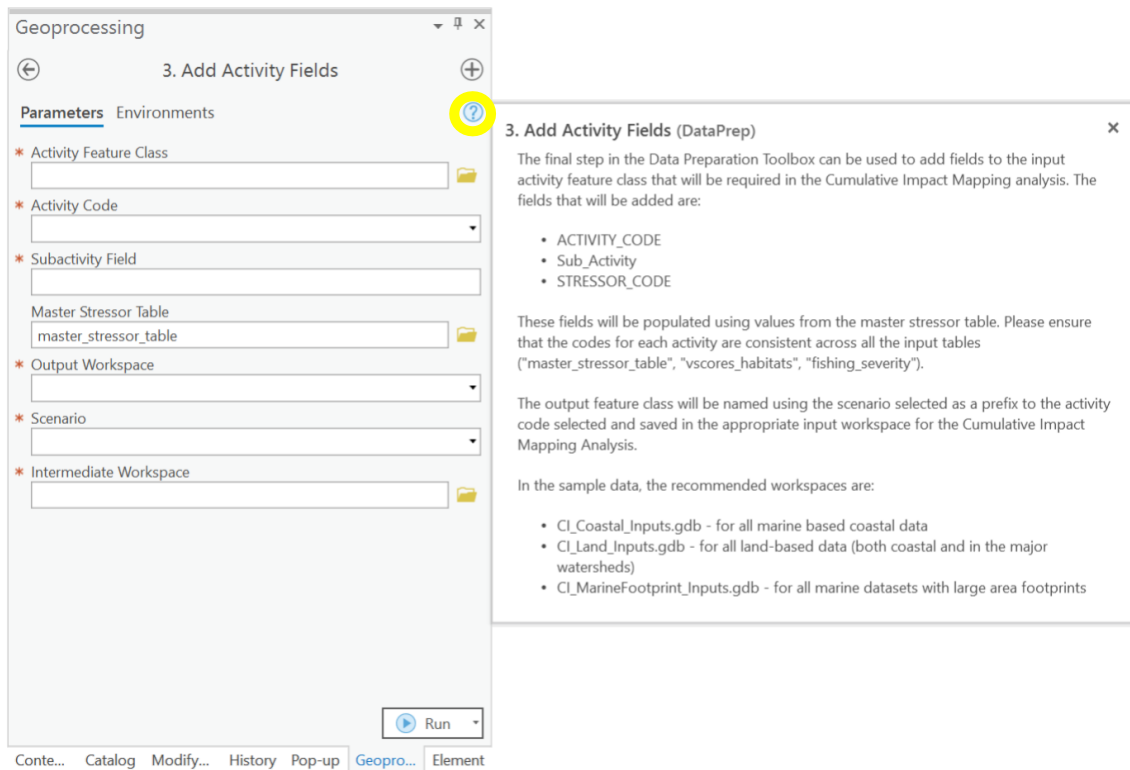 Geoprocessing
3. Add Activity Fields
Parameters Environments
* Activity Feature Class
* Activity Code
* Subactivity Field
Master Stressor Table
master_stressor_table
* Output Workspace
* Scenario
* Intermediate Workspace
Run
Conte... Catalog Modify... History Pop-up Geopro... Element
3. Add Activity Fields (DataPrep)
The final step in the Data Preparation Toolbox can be used to add fields to the input
activity feature class that will be required in the Cumulative Impact Mapping analysis. The
fields that will be added are:
• ACTIVITY_CODE
• Sub_Activity
• STRESSOR_CODE
These fields will be populated using values from the master stressor table. Please ensure
that the codes for each activity are consistent across all the input tables
("master_stressor_table", "vscores_habitats", "fishing_severity").
The output feature class will be named using the scenario selected as a prefix to the activity
code selected and saved in the appropriate input workspace for the Cumulative Impact
Mapping Analysis.
In the sample data, the recommended workspaces are:
• CI_Coastal_Inputs.gdb - for all marine based coastal data
• CI_Land_Inputs.gdb - for all land-based data (both coastal and in the major
watersheds)
• CI_MarineFootprint_Inputs.gdb - for all marine datasets with large area footprints